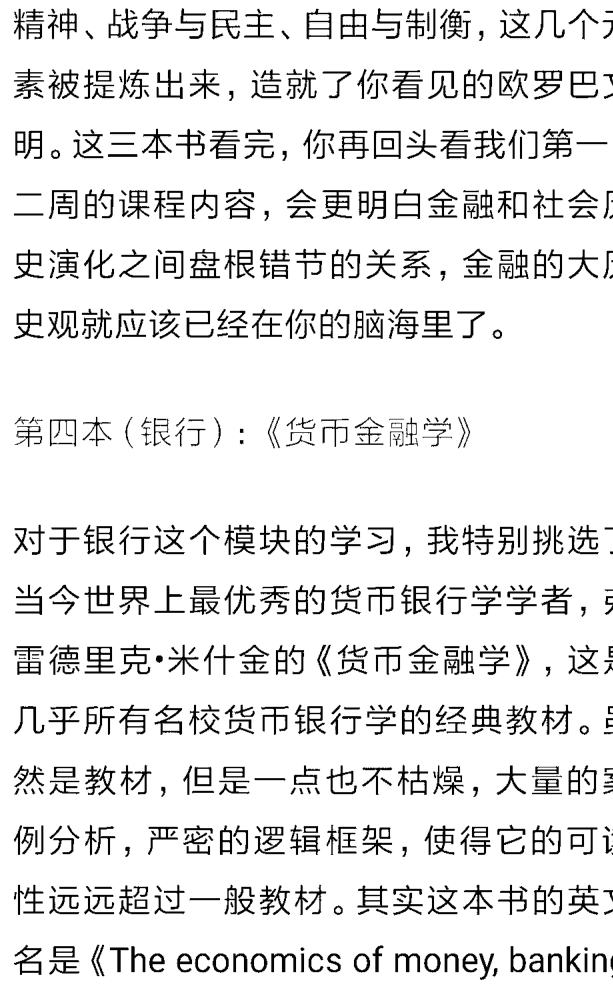 精神、战争与民主、自由与制衡，这几个
素被提炼出来，造就了你看见的欧罗巴
明。这三本书看完，你再回头看我们第一
二周的课程内容，会更明白金融和社会
史演化之间盘根错节的关系，金融的大
史观就应该已经在你的脑海里了。
第四本（银行）：《货币金融学》
对于银行这个模块的学习，我特别挑选
当今世界上最优秀的货币银行学学者，
雷德里克•米什金的《货币金融学》，这
几乎所有名校货币银行学的经典教材。
然是教材，但是一点也不枯燥，大量的
例分析，严密的逻辑框架，使得它的可
性远远超过一般教材。其实这本书的英
名是《The economics of money, banking